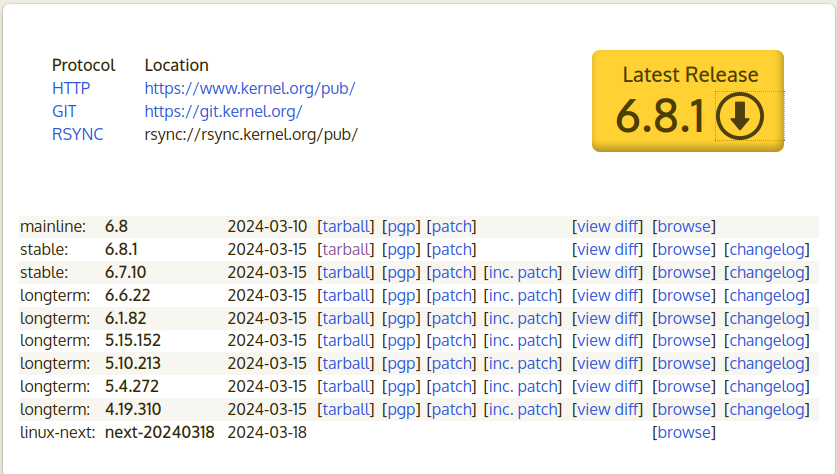 Protocol Location
HTTP https://www.kernel.org/pub/
GIT https://git.kernel.org/
RSYNC rsync://rsync.kernel.org/pub/
Latest Release
6.8.1
mainline: 6.8 2024-03-10 [tarball] [pgp] [patch] [view diff] [browse]
stable: 6.8.1 2024-03-15 [tarball] [pgp] [patch] [view diff] [browse] [changelog]
stable: 6.7.10 2024-03-15 [tarball] [pgp] [patch] [inc. patch] [view diff] [browse] [changelog]
longterm: 6.6.22 2024-03-15 [tarball] [pgp] [patch] [inc. patch] [view diff] [browse] [changelog]
longterm: 6.1.82 2024-03-15 [tarball] [pgp] [patch] [inc. patch] [view diff] [browse] [changelog]
longterm: 5.15.152 2024-03-15 [tarball] [pgp] [patch] [inc. patch] [view diff] [browse] [changelog]
longterm: 5.10.213 2024-03-15 [tarball] [pgp] [patch] [inc. patch] [view diff] [browse] [changelog]
longterm: 5.4.272 2024-03-15 [tarball] [pgp] [patch] [inc. patch] [view diff] [browse] [changelog]
longterm: 4.19.310 2024-03-15 [tarball] [pgp] [patch] [inc. patch] [view diff] [browse] [changelog]
linux-next: next-20240318 2024-03-18 [browse]